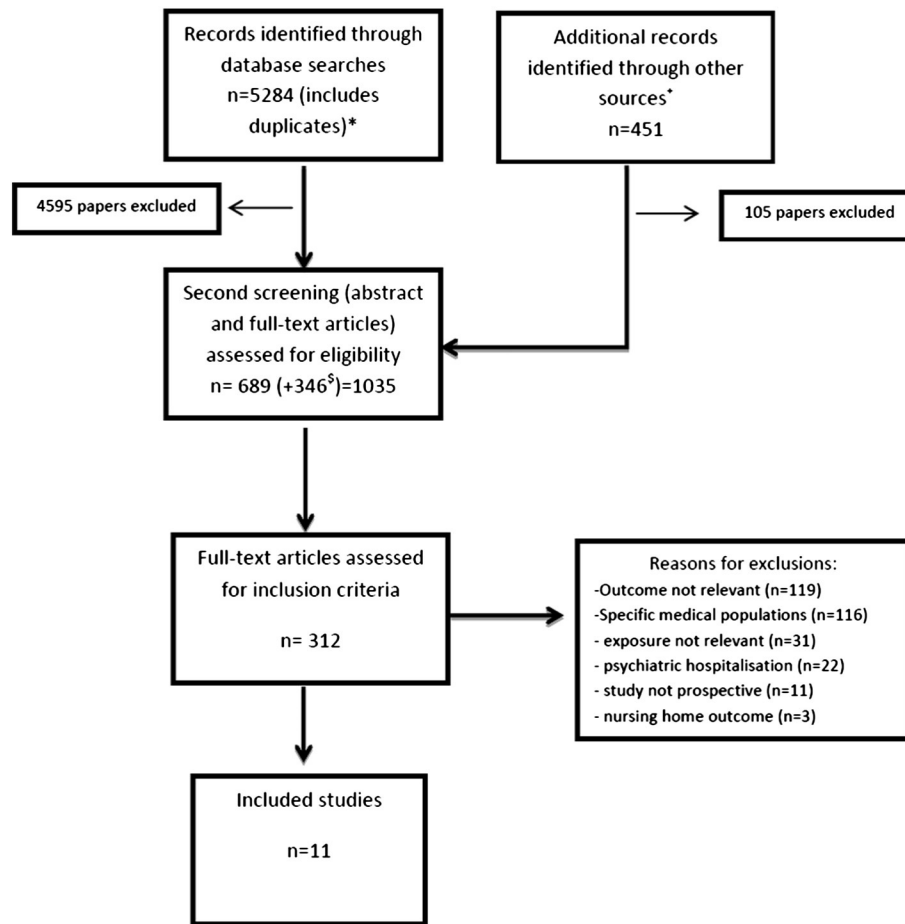 Records identified through
database searches
n=5284 (includes
duplicates)*
Additional records
identified through other
sources⁺
n=451
4595 papers excluded
105 papers excluded
Second screening (abstract
and full-text articles)
assessed for eligibility
n= 689 (+346$)=1035
Full-text articles assessed
for inclusion criteria
n= 312
Reasons for exclusions:
-Outcome not relevant (n=119)
-Specific medical populations (n=116)
- exposure not relevant (n=31)
- psychiatric hospitalisation (n=22)
- study not prospective (n=11)
- nursing home outcome (n=3)
Included studies
n=11